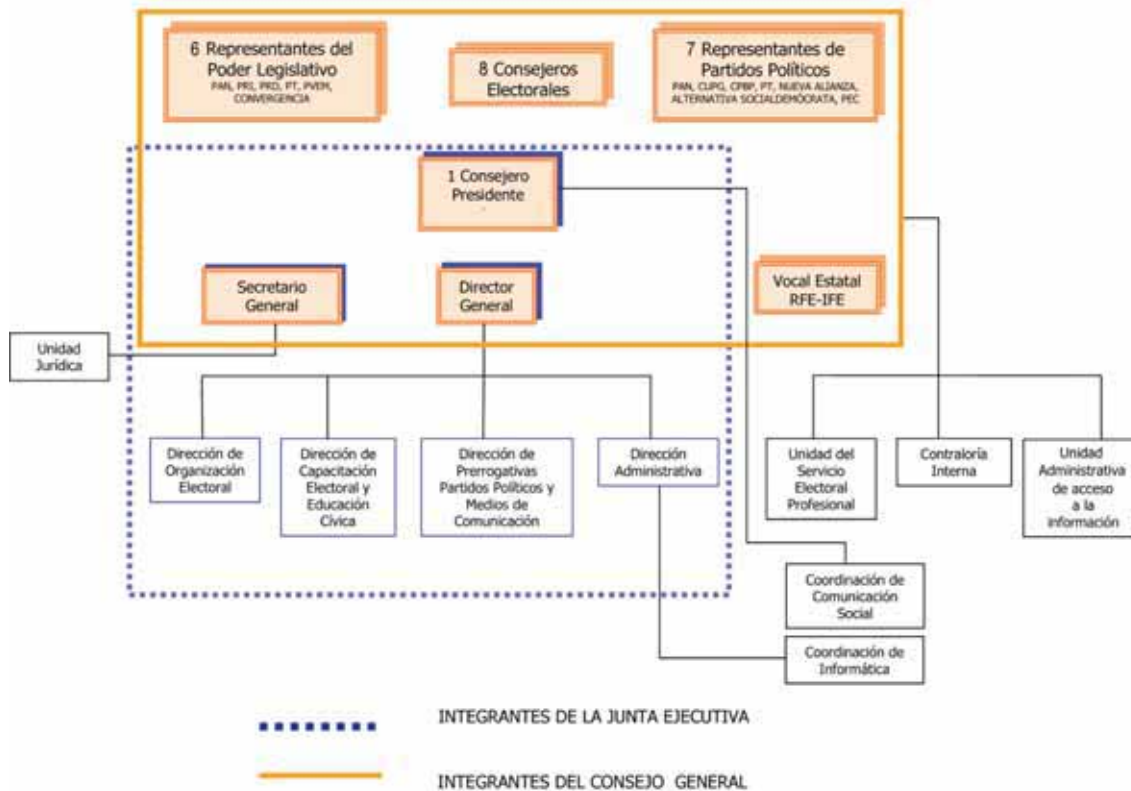 6 Representantes del
Poder Legislativo
PAN, PRI, PRD, PT, PVEM,
CONVERGENCIA
8 Consejeros
Electorales
7 Representantes de
Partidos Políticos
PAN, CUPG, CPBP, PT, NUEVA ALIANZA,
ALTERNATIVA SOCIALDEMÓCRATA, PEC
1 Consejero
Presidente
Secretario
General
Director
General
Vocal Estatal
RFE-IFE
Unidad
Jurídica
Dirección de
Organización
Electoral
Dirección de
Capacitación
Electoral y
Educación
Cívica
Dirección de
Prerrogativas
Partidos Políticos y
Medios de
Comunicación
Dirección
Administrativa
Unidad del
Servicio
Electoral
Profesional
Contraloría
Interna
Unidad
Administrativa
de acceso
a la
información
Coordinación de
Comunicación
Social
Coordinación de
Informática
INTEGRANTES DE LA JUNTA EJECUTIVA
INTEGRANTES DEL CONSEJO GENERAL